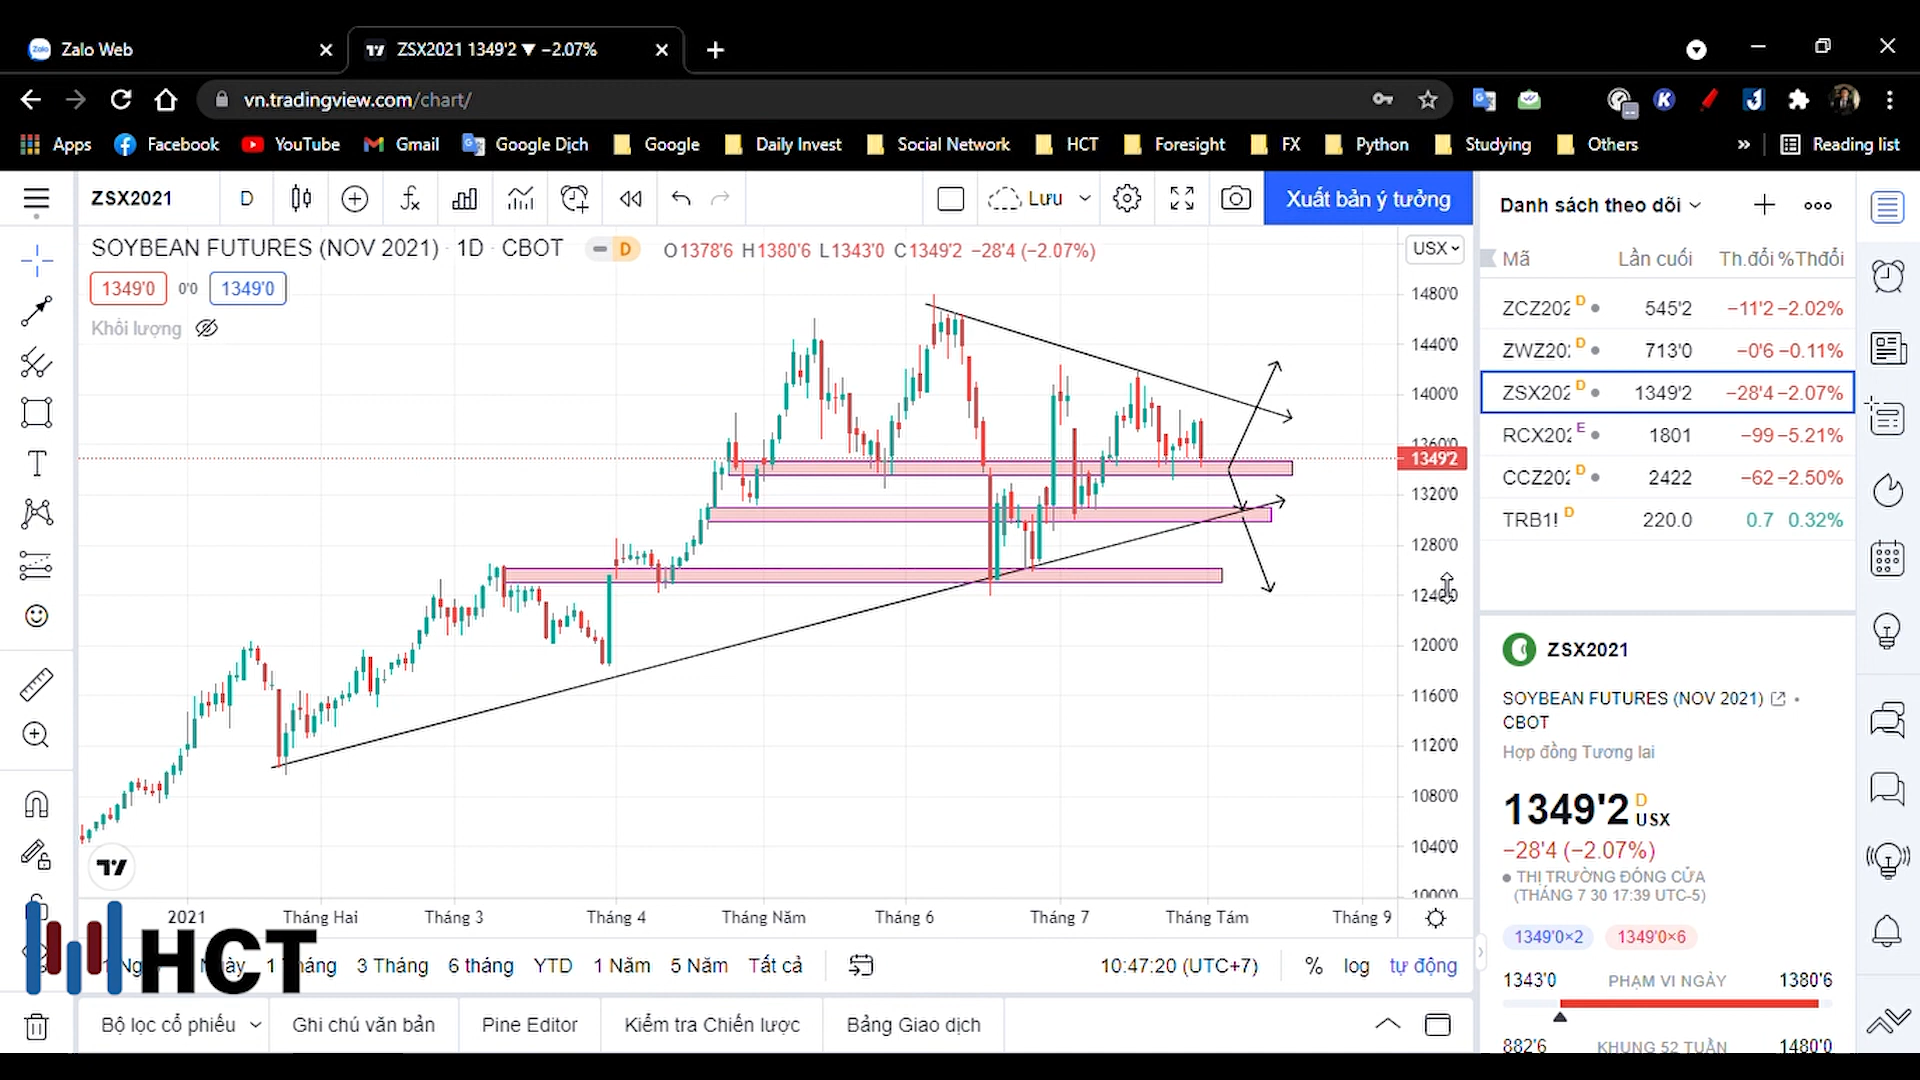 Zalo Web
ZSX2021 1349'2 ▼ −2.07%
vn.tradingview.com/chart/
Apps Facebook YouTube Gmail Google Dịch Google Daily Invest Social Network HCT Foresight FX Python Studying Others » Reading list
ZSX2021 D Lưu Xuất bản ý tưởng
SOYBEAN FUTURES (NOV 2021) · 1D · CBOT D O1378'6 H1380'6 L1343'0 C1349'2 −28'4 (−2.07%)
1349'0 0'0 1349'0
Khối lượng
USX
1480'0
1440'0
1400'0
1360'0
1349'2
1320'0
1280'0
1240'0
1200'0
1160'0
1120'0
1080'0
1040'0
1000'0
2021 Tháng Hai Tháng 3 Tháng 4 Tháng Năm Tháng 6 Tháng 7 Tháng Tám Tháng 9
3 Tháng 6 tháng YTD 1 Năm 5 Năm Tất cả 10:47:20 (UTC+7) % log tự động
HCT
Bộ lọc cổ phiếu Ghi chú văn bản Pine Editor Kiểm tra Chiến lược Bảng Giao dịch
Danh sách theo dõi
Mã Lần cuối Th.đổi %Thđổi
ZCZ202 D 545'2 −11'2 −2.02%
ZWZ20 D 713'0 −0'6 −0.11%
ZSX202 D 1349'2 −28'4 −2.07%
RCX202 E 1801 −99 −5.21%
CCZ202 D 2422 −62 −2.50%
TRB1! D 220.0 0.7 0.32%
ZSX2021
SOYBEAN FUTURES (NOV 2021) •
CBOT
Hợp đồng Tương lai
1349'2 D USX
−28'4 (−2.07%)
THỊ TRƯỜNG ĐÓNG CỬA
(THÁNG 7 30 17:39 UTC-5)
1349'0×2 1349'0×6
1343'0 PHẠM VI NGÀY 1380'6
882'6 KHUNG 52 TUẦN 1480'0